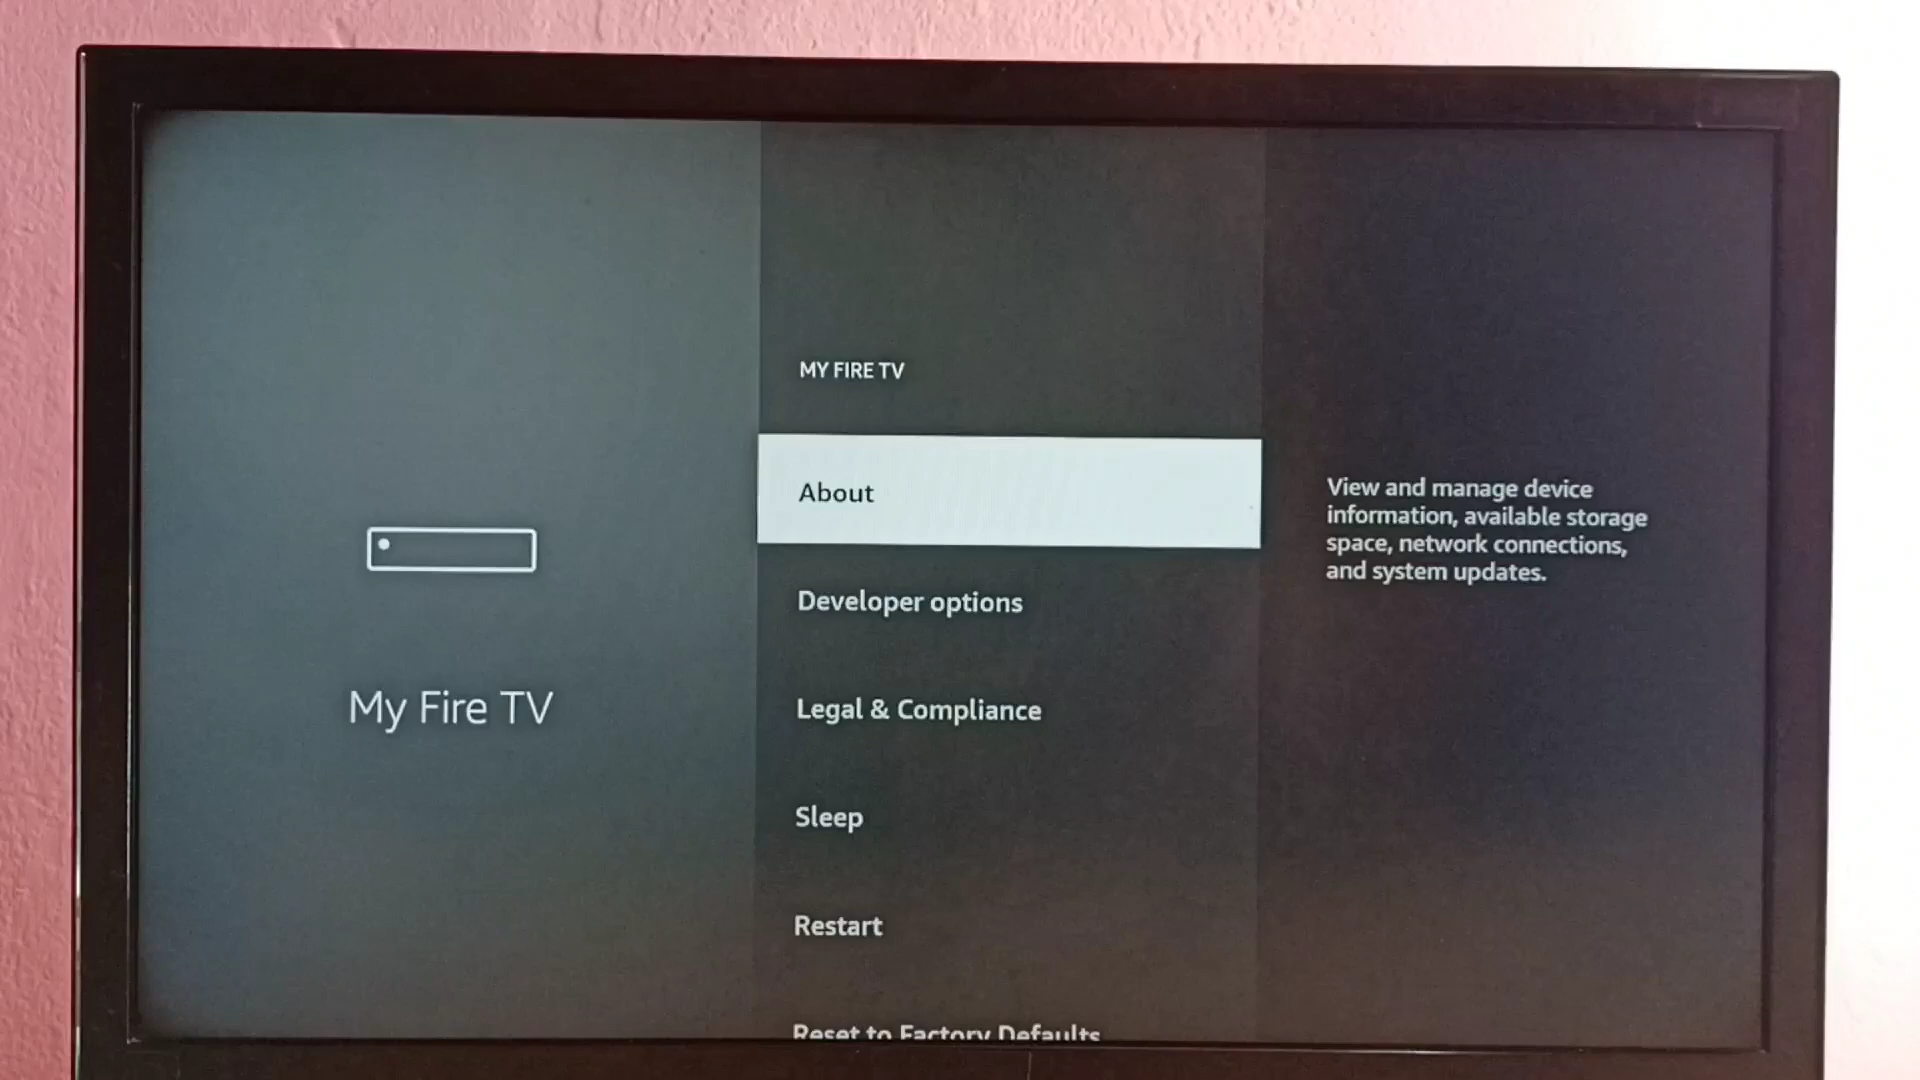 My Fire TV
MY FIRE TV
About
Developer options
Legal & Compliance
Sleep
Restart
Reset to Factory Defaults
View and manage device
information, available storage
space, network connections,
and system updates.